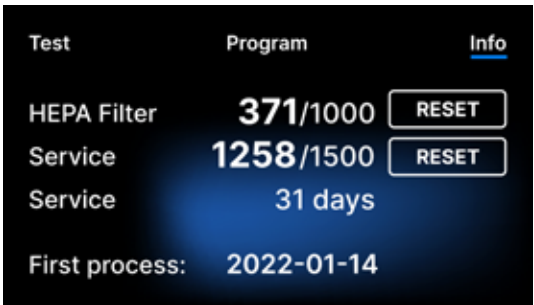 Test Program Info
HEPA Filter 371/1000 RESET
Service 1258/1500 RESET
Service 31 days
First process: 2022-01-14